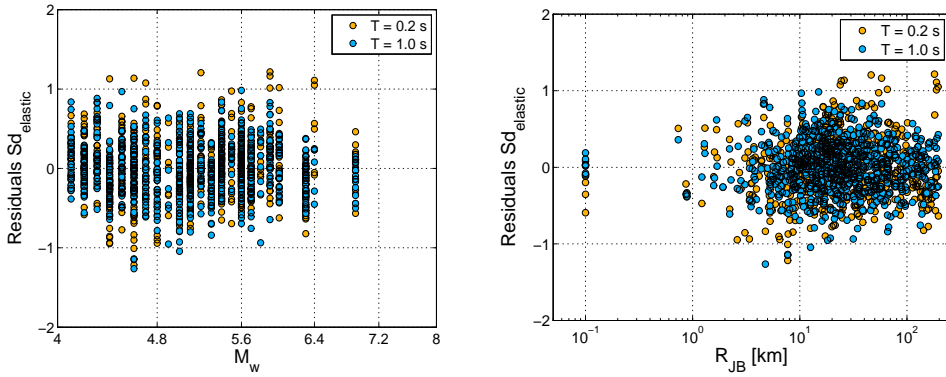 2
1
0
−1
−2
4
4.8
5.6
6.4
7.2
8
M_w
Residuals Sd_elastic
T = 0.2 s
T = 1.0 s
2
1
0
−1
−2
10^−1
10^0
10^1
10^2
R_JB [km]
Residuals Sd_elastic
T = 0.2 s
T = 1.0 s